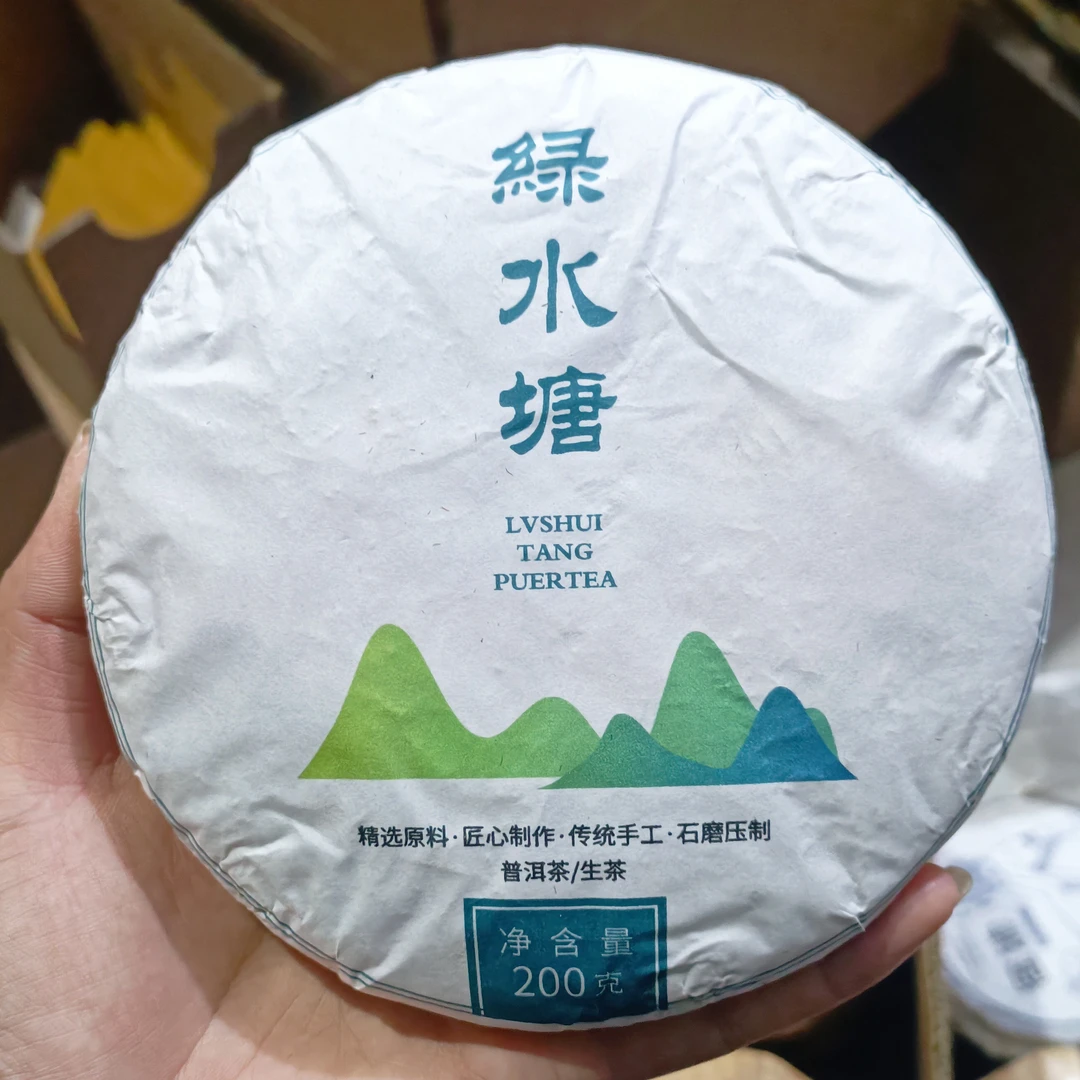 緑水塘
LVSHUI
TANG
PUERTEA
精选原料·匠心制作·传统手工·石磨压制
普洱茶/生茶
净含量
200克